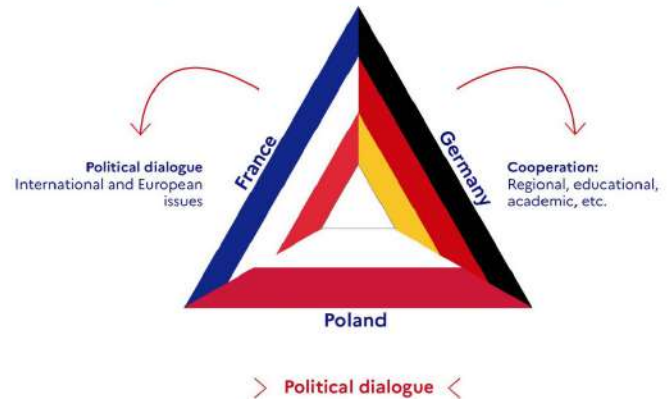 France
Germany
Political dialogue
International and European
issues
Cooperation:
Regional, educational,
academic, etc.
Poland
> Political dialogue <